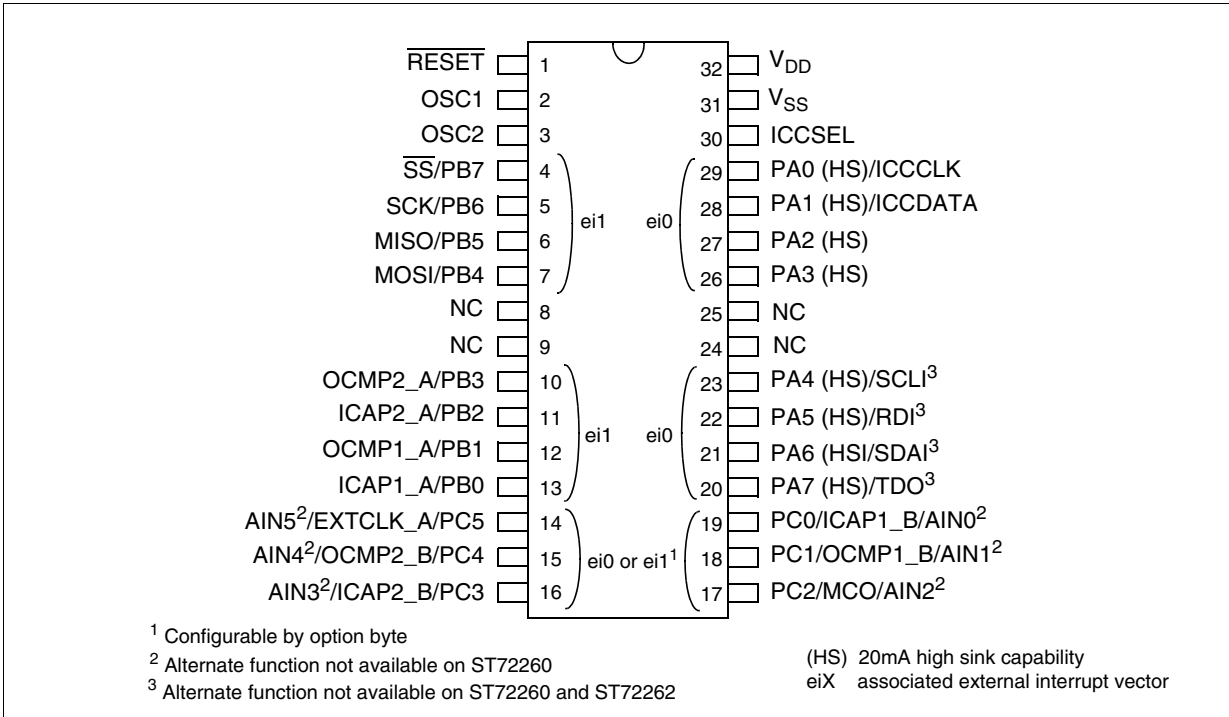 R̅E̅S̅E̅T̅ 1 32 V_DD
OSC1 2 31 V_SS
OSC2 3 30 ICCSEL
S̅S̅/PB7 4 29 PA0 (HS)/ICCCLK
SCK/PB6 5 28 PA1 (HS)/ICCDATA
ei1 ei0
MISO/PB5 6 27 PA2 (HS)
MOSI/PB4 7 26 PA3 (HS)
NC 8 25 NC
NC 9 24 NC
OCMP2_A/PB3 10 23 PA4 (HS)/SCLI³
ICAP2_A/PB2 11 22 PA5 (HS)/RDI³
ei1 ei0
OCMP1_A/PB1 12 21 PA6 (HSI/SDAI³
ICAP1_A/PB0 13 20 PA7 (HS)/TDO³
AIN5²/EXTCLK_A/PC5 14 19 PC0/ICAP1_B/AIN0²
AIN4²/OCMP2_B/PC4 15 ei0 or ei1¹ 18 PC1/OCMP1_B/AIN1²
AIN3²/ICAP2_B/PC3 16 17 PC2/MCO/AIN2²
¹ Configurable by option byte
² Alternate function not available on ST72260
³ Alternate function not available on ST72260 and ST72262
(HS) 20mA high sink capability
eiX associated external interrupt vector